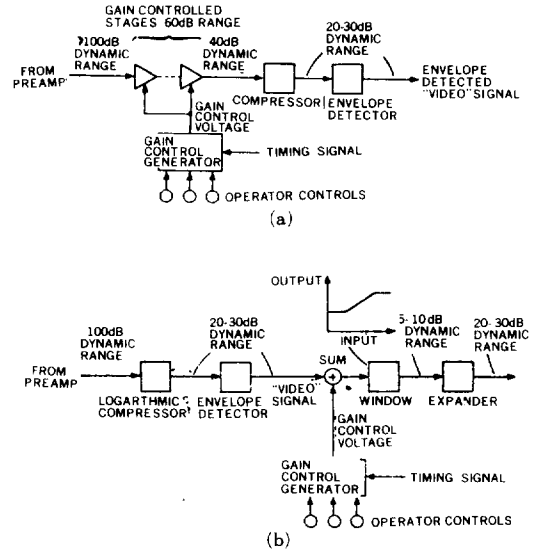 GAIN CONTROLLED
STAGES 60dB RANGE
>100dB
DYNAMIC
RANGE
40dB
DYNAMIC
RANGE
20-30dB
DYNAMIC
RANGE
FROM
PREAMP
COMPRESSOR
ENVELOPE
DETECTOR
ENVELOPE
DETECTED
"VIDEO" SIGNAL
GAIN
CONTROL
VOLTAGE
GAIN
CONTROL
GENERATOR
TIMING SIGNAL
OPERATOR CONTROLS
(a)
OUTPUT
INPUT
100dB
DYNAMIC
RANGE
20-30dB
DYNAMIC
RANGE
5-10dB
DYNAMIC
RANGE
20-30dB
DYNAMIC
RANGE
FROM
PREAMP
LOGARTHMIC
COMPRESSOR
ENVELOPE
DETECTOR
"VIDEO"
SIGNAL
SUM
+
WINDOW
EXPANDER
GAIN
CONTROL
VOLTAGE
GAIN
CONTROL
GENERATOR
TIMING SIGNAL
OPERATOR CONTROLS
(b)